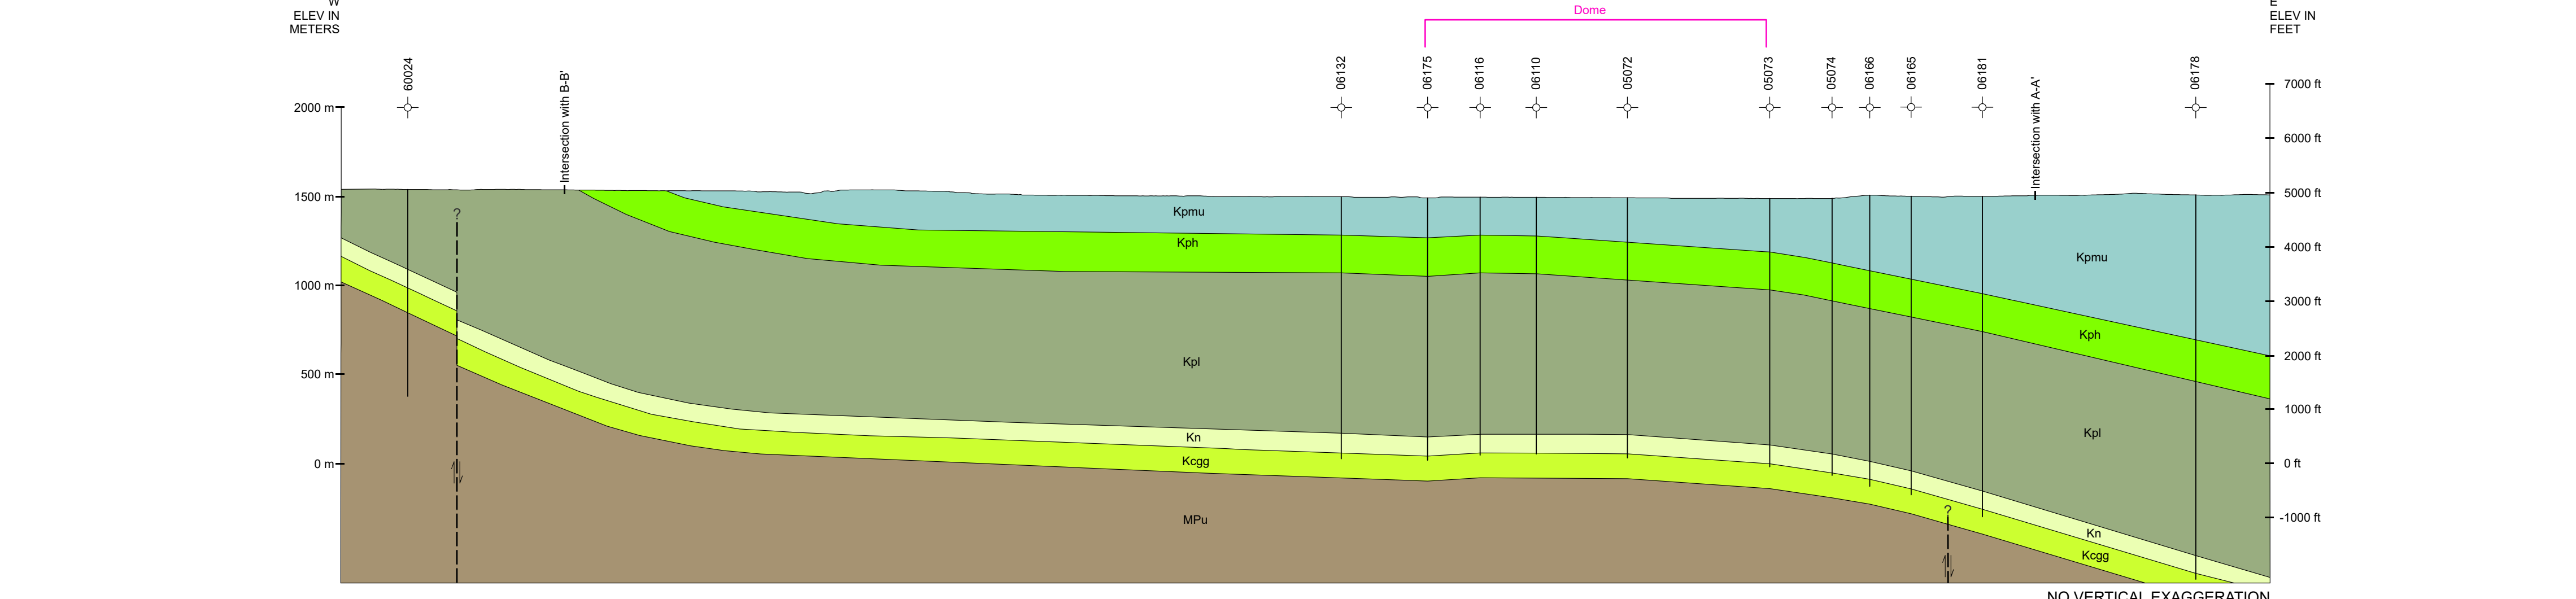 W
ELEV IN
METERS
Dome
E
ELEV IN
FEET
60024
Intersection with B-B'
06132
06175
06116
06110
05072
05073
05074
06166
06165
06181
Intersection with A-A'
06178
2000 m
1500 m
1000 m
500 m
0 m
7000 ft
6000 ft
5000 ft
4000 ft
3000 ft
2000 ft
1000 ft
0 ft
-1000 ft
?
Kpmu
Kph
Kpl
Kn
Kcgg
MPu
Kpmu
Kph
Kpl
?
Kn
Kcgg
NO VERTICAL EXAGGERATION